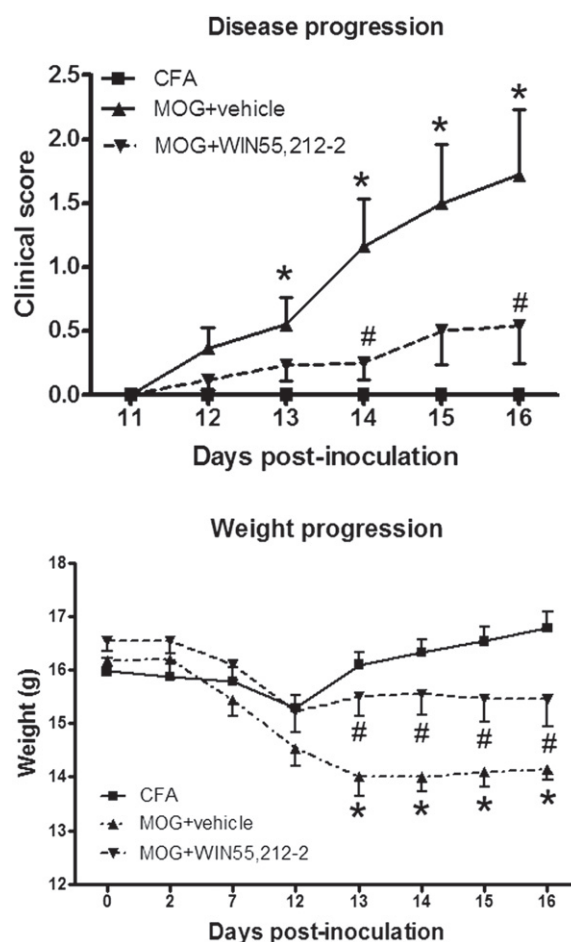 Disease progression
2.5
2.0
1.5
1.0
0.5
0.0
Clinical score
CFA
MOG+vehicle
MOG+WIN55,212-2
*
*
*
*
#
#
11 12 13 14 15 16
Days post-inoculation
Weight progression
18
17
16
15
14
13
12
Weight (g)
# # # #
* * * *
CFA
MOG+vehicle
MOG+WIN55,212-2
0 2 7 12 13 14 15 16
Days post-inoculation